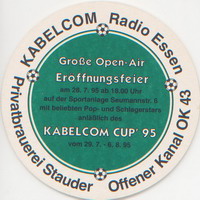 KABELCOM Radio Essen
Große Open-Air
Eröffnungsfeier
am 28. 7. 95 ab 18.00 Uhr
auf der Sportanlage Seumannstr. 8
mit beliebten Pop- und Schlagerstars
anläßlich des
KABELCOM CUP' 95
vom 29. 7. - 6. 8. 95
Privatbrauerei Stauder
Offener Kanal OK 43